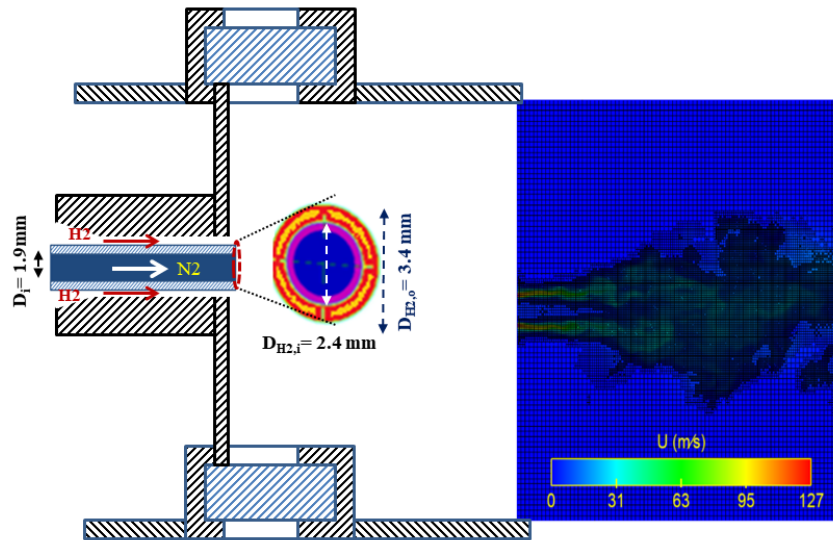 H2
N2
H2
Di= 1.9mm
DH2,i= 2.4 mm
DH2,o= 3.4 mm
U (m/s)
0 31 63 95 127